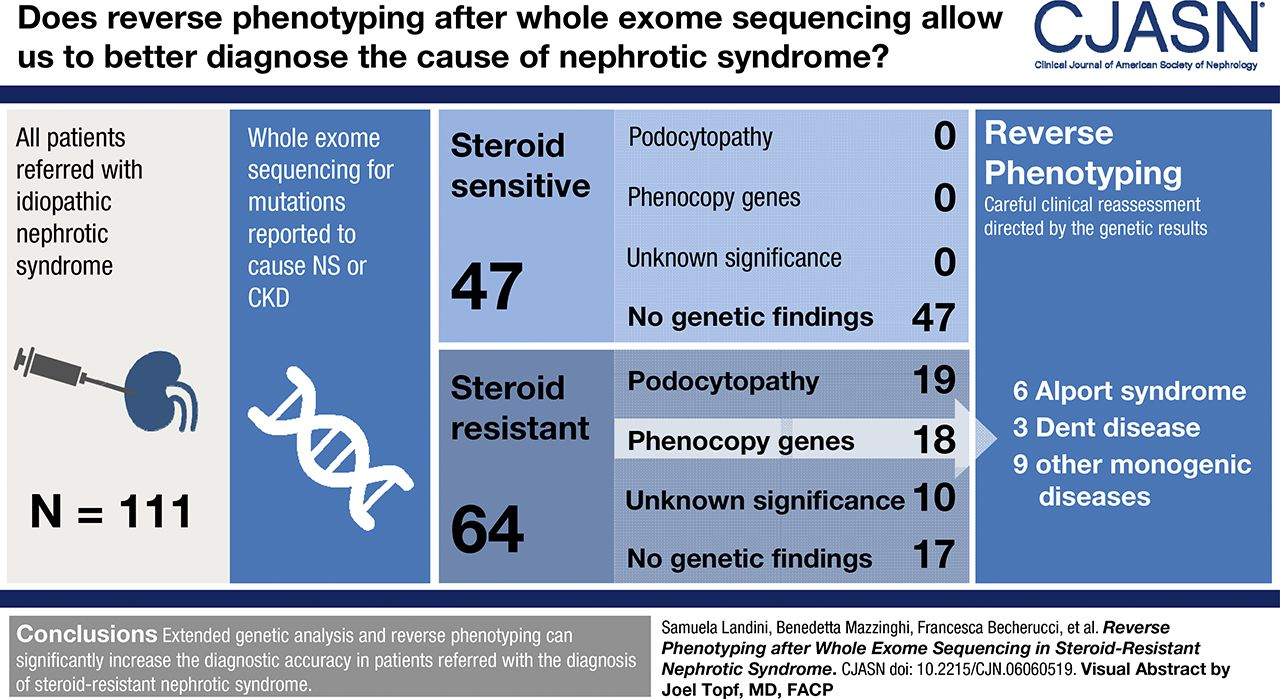 Does reverse phenotyping after whole exome sequencing allow
us to better diagnose the cause of nephrotic syndrome?
CJASN®
Clinical Journal of American Society of Nephrology
All patients
referred with
idiopathic
nephrotic
syndrome
N = 111
Whole exome
sequencing for
mutations
reported to
cause NS or
CKD
Steroid
sensitive
47
Podocytopathy 0
Phenocopy genes 0
Unknown significance 0
No genetic findings 47
Steroid
resistant
64
Podocytopathy 19
Phenocopy genes 18
Unknown significance 10
No genetic findings 17
Reverse
Phenotyping
Careful clinical reassessment
directed by the genetic results
6 Alport syndrome
3 Dent disease
9 other monogenic
diseases
Conclusions Extended genetic analysis and reverse phenotyping can
significantly increase the diagnostic accuracy in patients referred with the diagnosis
of steroid-resistant nephrotic syndrome.
Samuela Landini, Benedetta Mazzinghi, Francesca Becherucci, et al. Reverse
Phenotyping after Whole Exome Sequencing in Steroid-Resistant
Nephrotic Syndrome. CJASN doi: 10.2215/CJN.06060519. Visual Abstract by
Joel Topf, MD, FACP